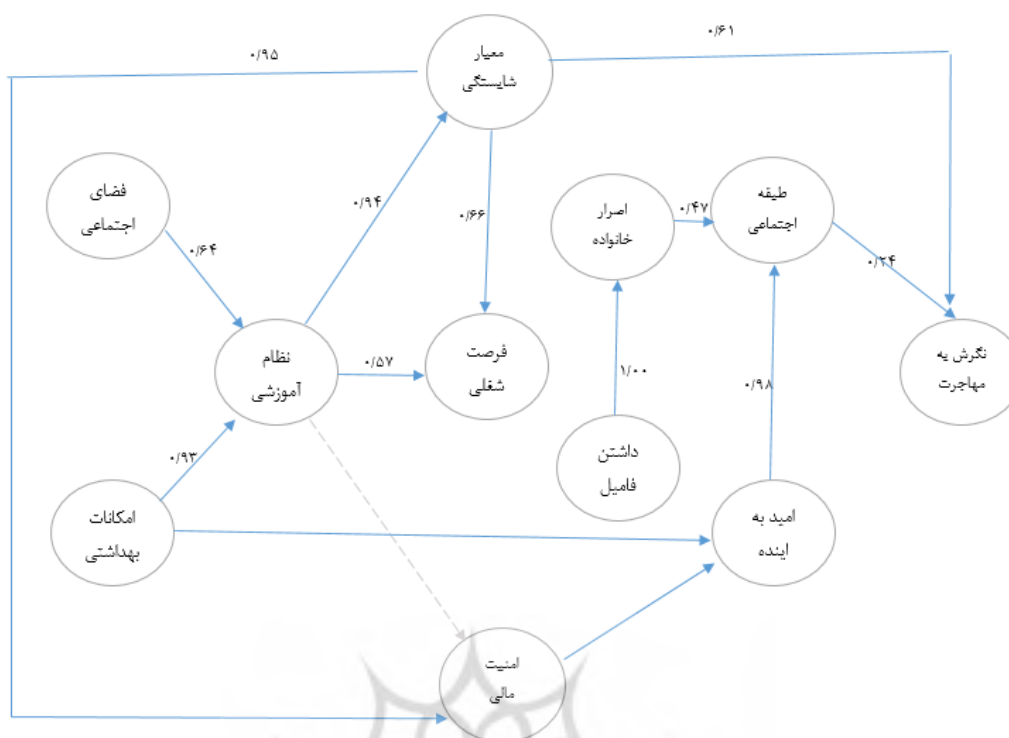 ۰/۹۵
۰/۶۱
معیار
شایستگی
فضای
اجتماعی
۰/۶۴
۰/۹۴
۰/۶۶
اصرار
خانواده
۰/۴۷
طیقه
اجتماعی
۰/۲۴
نظام
آموزشی
۰/۵۷
فرصت
شغلی
۱/۰۰
۰/۹۸
نگرش یه
مهاجرت
۰/۹۳
داشتن
فامیل
امکانات
بهداشتی
امید به
اینده
امنیت
مالی